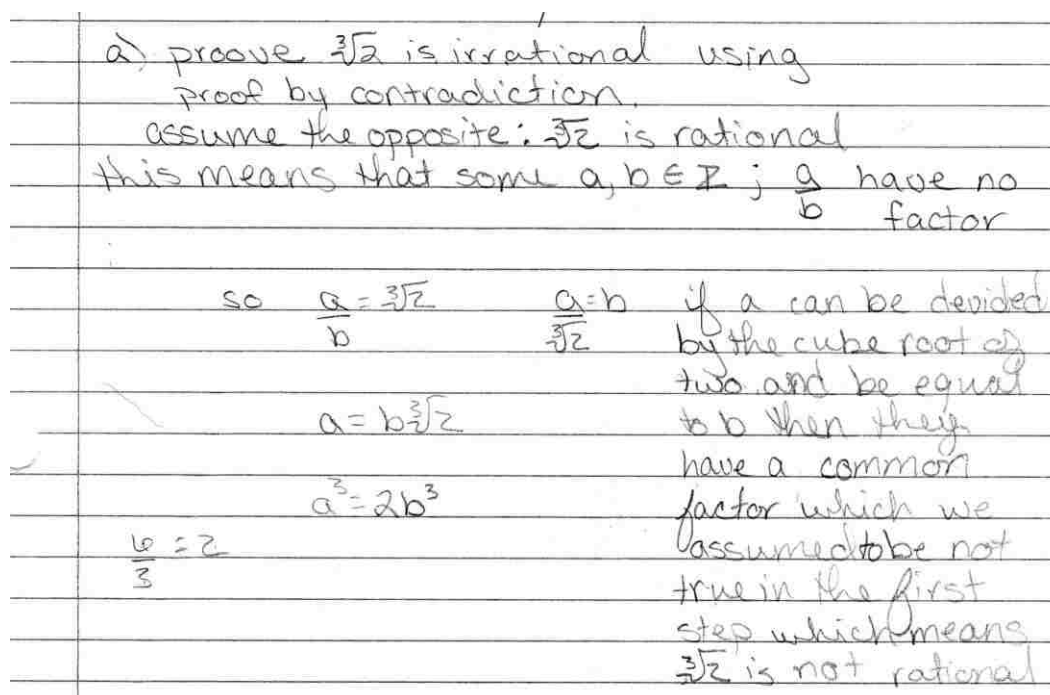 a) proove ∛2 is irrational using
proof by contradiction.
assume the opposite: ∛2 is rational
this means that some a, b ∈ ℤ ; a/b have no
factor
so a/b = ∛2
a = b∛2
a³ = 2b³
6/3 = 2
a/∛2 = b
if a can be devided
by the cube root of
two and be equal
to b then they
have a common
factor which we
assumed to be not
true in the first
step which means
∛2 is not rational